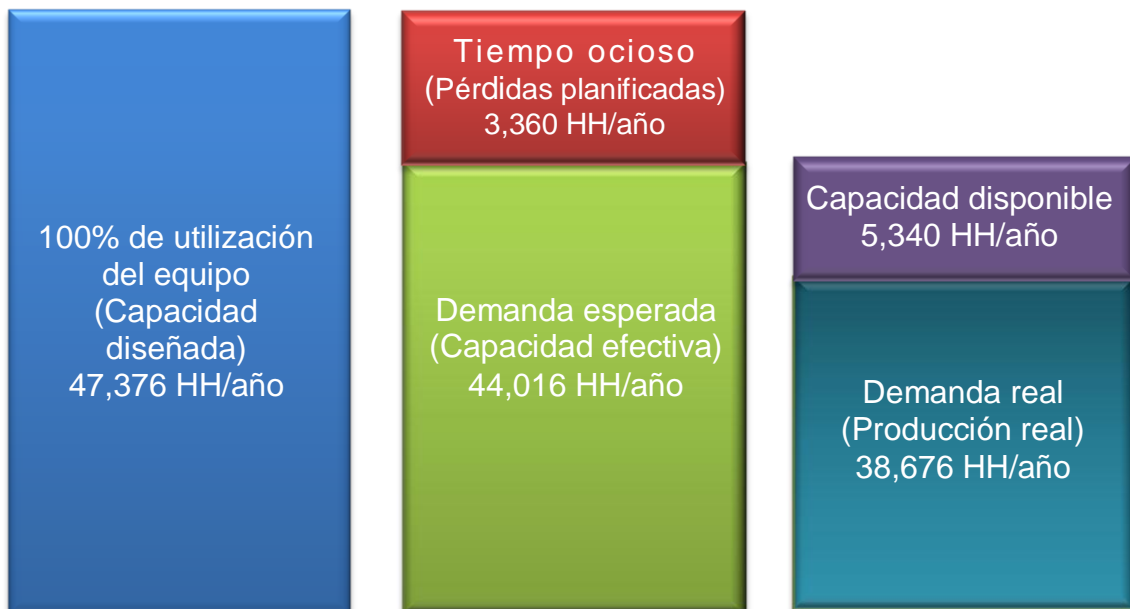 100% de utilización
del equipo
(Capacidad
diseñada)
47,376 HH/año
Tiempo ocioso
(Pérdidas planificadas)
3,360 HH/año
Demanda esperada
(Capacidad efectiva)
44,016 HH/año
Capacidad disponible
5,340 HH/año
Demanda real
(Producción real)
38,676 HH/año